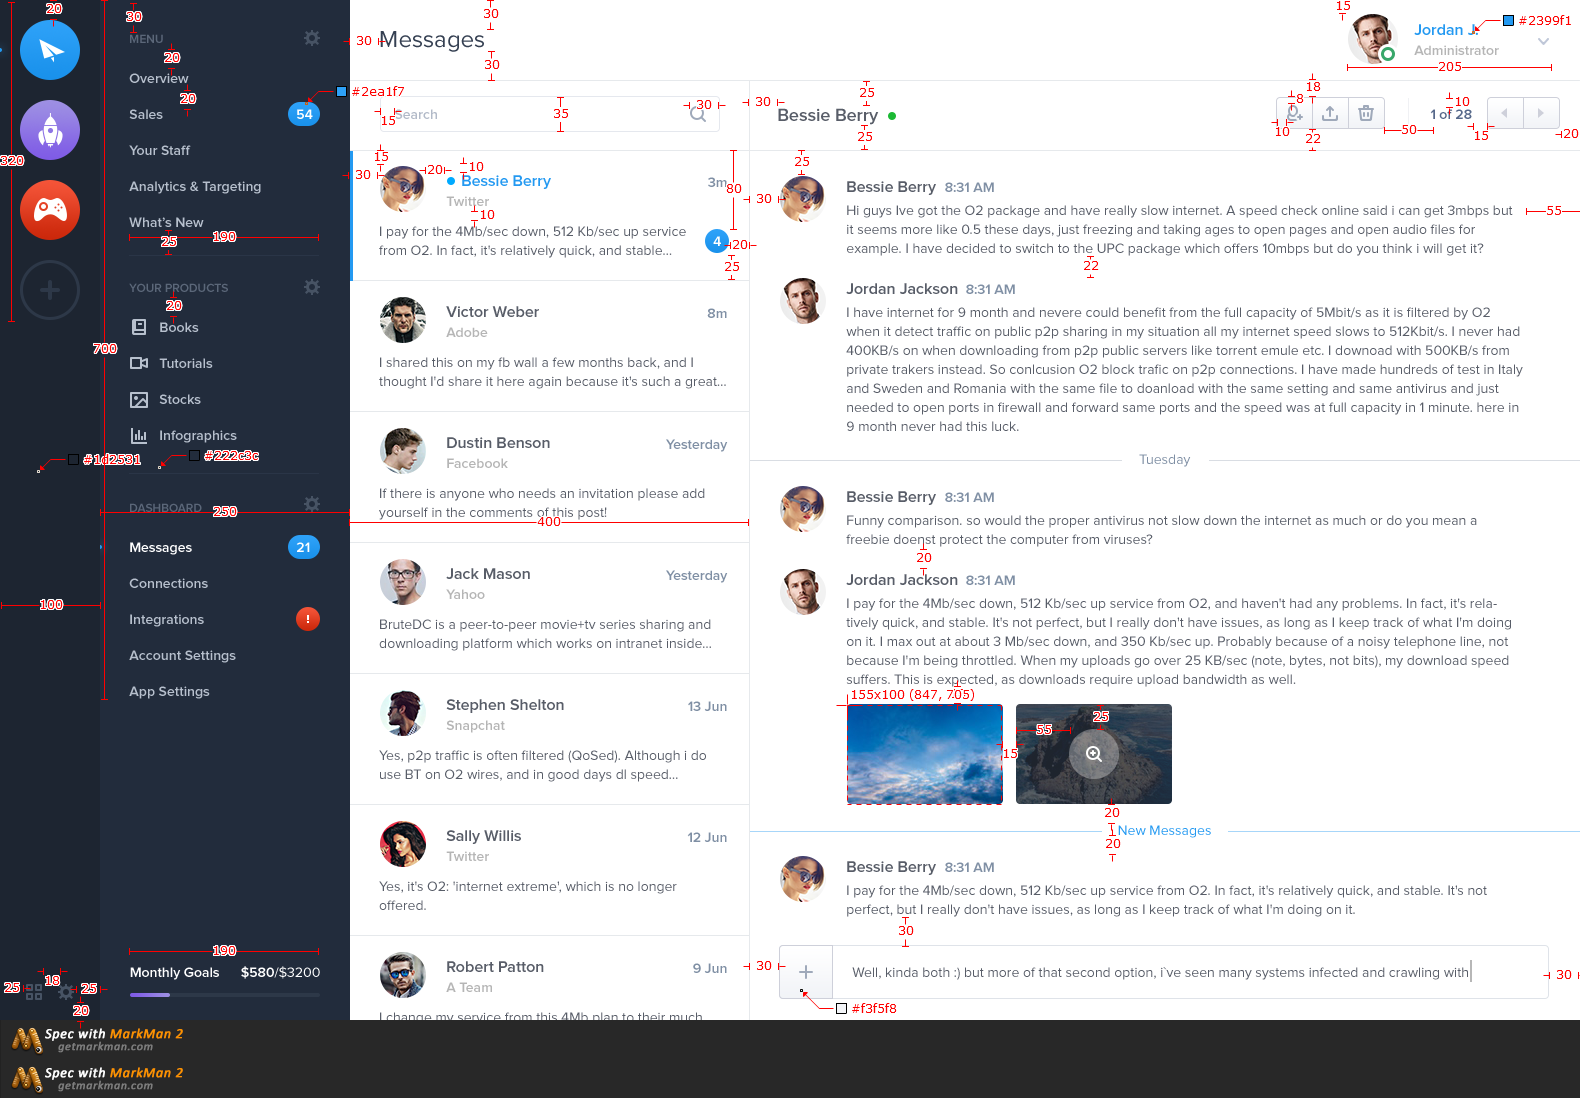 20
30
MENU
20
Overview
20
Sales
54
#2ea1f7
Your Staff
320
Analytics & Targeting
What's New
190
25
YOUR PRODUCTS
20
Books
700
Tutorials
Stocks
Infographics
#1d2531
#222c3c
DASHBOARD
250
Messages
21
Connections
100
Integrations
!
Account Settings
App Settings
190
Monthly Goals
$580/$3200
18
25
25
20
30
30
Messages
30
Search
15
35
30
15
30
20
10
Bessie Berry
3m
80
Twitter
10
I pay for the 4Mb/sec down, 512 Kb/sec up service
from O2. In fact, it's relatively quick, and stable...
4
20
25
Victor Weber
8m
Adobe
I shared this on my fb wall a few months back, and I
thought I'd share it here again because it's such a great...
Dustin Benson
Yesterday
Facebook
If there is anyone who needs an invitation please add
yourself in the comments of this post!
400
Jack Mason
Yesterday
Yahoo
BruteDC is a peer-to-peer movie+tv series sharing and
downloading platform which works on intranet inside...
Stephen Shelton
13 Jun
Snapchat
Yes, p2p traffic is often filtered (QoSed). Although i do
use BT on O2 wires, and in good days dl speed...
Sally Willis
12 Jun
Twitter
Yes, it's O2: 'internet extreme', which is no longer
offered.
Robert Patton
9 Jun
A Team
I change my service from this 4Mb plan to their much
15
Jordan J.
#2399f1
Administrator
205
30
25
Bessie Berry
25
18
8
10
22
50
10
1 of 28
15
20
25
30
Bessie Berry 8:31 AM
Hi guys Ive got the O2 package and have really slow internet. A speed check online said i can get 3mbps but
it seems more like 0.5 these days, just freezing and taking ages to open pages and open audio files for
example. I have decided to switch to the UPC package which offers 10mbps but do you think i will get it?
55
22
Jordan Jackson 8:31 AM
I have internet for 9 month and nevere could benefit from the full capacity of 5Mbit/s as it is filtered by O2
when it detect traffic on public p2p sharing in my situation all my internet speed slows to 512Kbit/s. I never had
400KB/s on when downloading from p2p public servers like torrent emule etc. I downoad with 500KB/s from
private trakers instead. So conlcusion O2 block trafic on p2p connections. I have made hundreds of test in Italy
and Sweden and Romania with the same file to doanload with the same setting and same antivirus and just
needed to open ports in firewall and forward same ports and the speed was at full capacity in 1 minute. here in
9 month never had this luck.
Tuesday
Bessie Berry 8:31 AM
Funny comparison. so would the proper antivirus not slow down the internet as much or do you mean a
freebie doenst protect the computer from viruses?
20
Jordan Jackson 8:31 AM
I pay for the 4Mb/sec down, 512 Kb/sec up service from O2, and haven't had any problems. In fact, it's rela-
tively quick, and stable. It's not perfect, but I really don't have issues, as long as I keep track of what I'm doing
on it. I max out at about 3 Mb/sec down, and 350 Kb/sec up. Probably because of a noisy telephone line, not
because I'm being throttled. When my uploads go over 25 KB/sec (note, bytes, not bits), my download speed
suffers. This is expected, as downloads require upload bandwidth as well.
155x100 (847, 705)
25
55
15
20
New Messages
20
Bessie Berry 8:31 AM
I pay for the 4Mb/sec down, 512 Kb/sec up service from O2. In fact, it's relatively quick, and stable. It's not
perfect, but I really don't have issues, as long as I keep track of what I'm doing on it.
30
30
Well, kinda both :) but more of that second option, i`ve seen many systems infected and crawling with
30
#f3f5f8
Spec with MarkMan 2
getmarkman.com
Spec with MarkMan 2
getmarkman.com